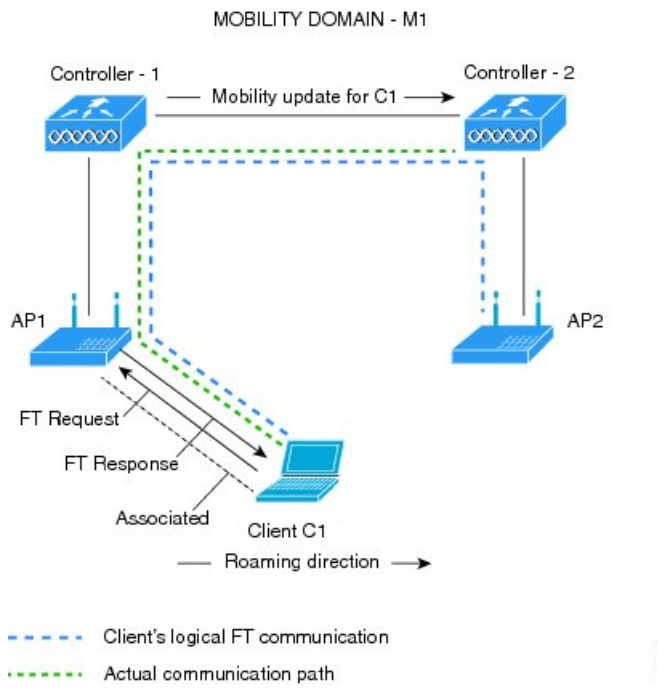 MOBILITY DOMAIN - M1
Controller - 1
Controller - 2
Mobility update for C1
AP1
AP2
FT Request
FT Response
Associated
Client C1
Roaming direction
Client's logical FT communication
Actual communication path